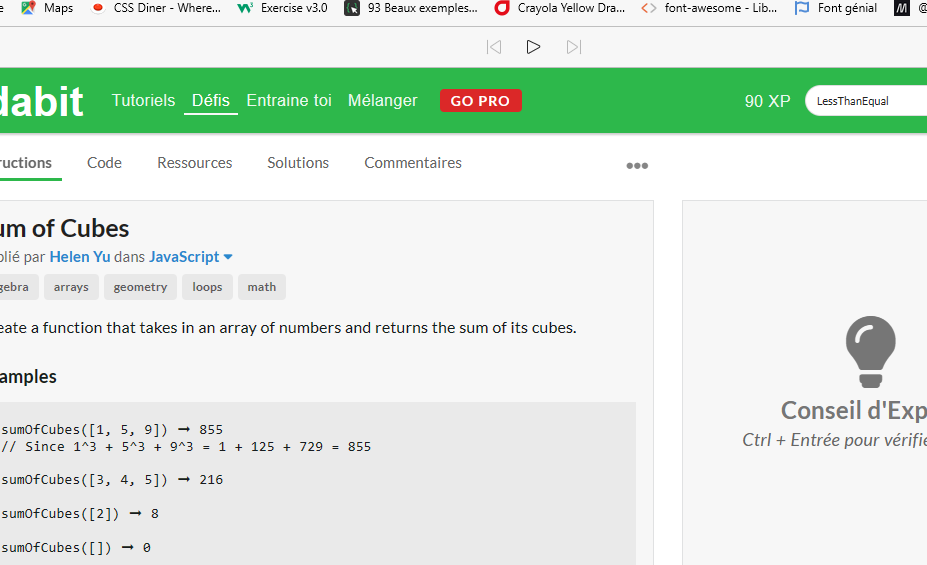 Maps CSS Diner - Where... Exercise v3.0 93 Beaux exemples... Crayola Yellow Dra... font-awesome - Lib... Font génial M @
dabit Tutoriels Défis Entraine toi Mélanger GO PRO 90 XP LessThanEqual
ructions Code Ressources Solutions Commentaires
um of Cubes
blié par Helen Yu dans JavaScript
gebra arrays geometry loops math
eate a function that takes in an array of numbers and returns the sum of its cubes.
amples
sumOfCubes([1, 5, 9]) ➞ 855
// Since 1^3 + 5^3 + 9^3 = 1 + 125 + 729 = 855
sumOfCubes([3, 4, 5]) ➞ 216
sumOfCubes([2]) ➞ 8
sumOfCubes([]) ➞ 0
Conseil d'Exp
Ctrl + Entrée pour vérifie